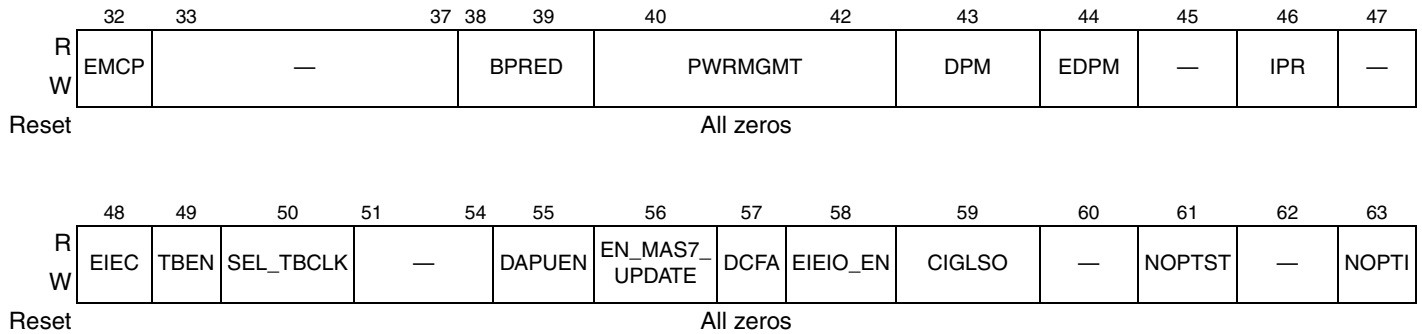 32 33 37 38 39 40 42 43 44 45 46 47
R
W
EMCP — BPRED PWRMGMT DPM EDPM — IPR —
Reset All zeros
48 49 50 51 54 55 56 57 58 59 60 61 62 63
R
W
EIEC TBEN SEL_TBCLK — DAPUEN EN_MAS7_
UPDATE DCFA EIEIO_EN CIGLSO — NOPTST — NOPTI
Reset All zeros